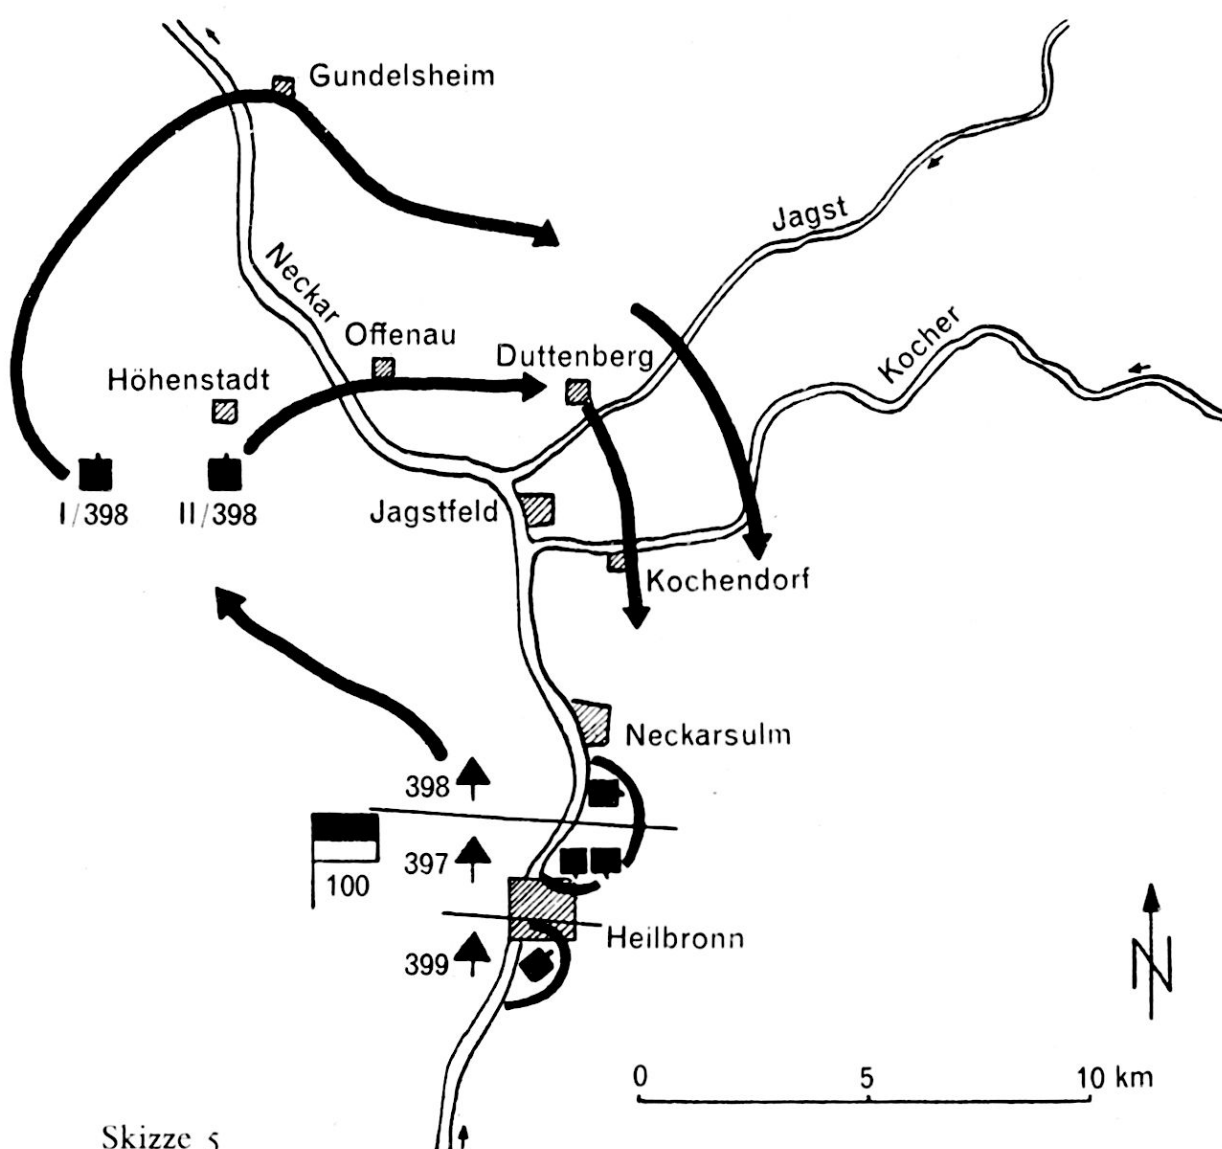 Gundelsheim
Jagst
Neckar
Kocher
Offenau
Duttenberg
Höhenstadt
I/398
II/398
Jagstfeld
Kochendorf
Neckarsulm
398
397
100
Heilbronn
399
N
0 5 10 km
Skizze 5